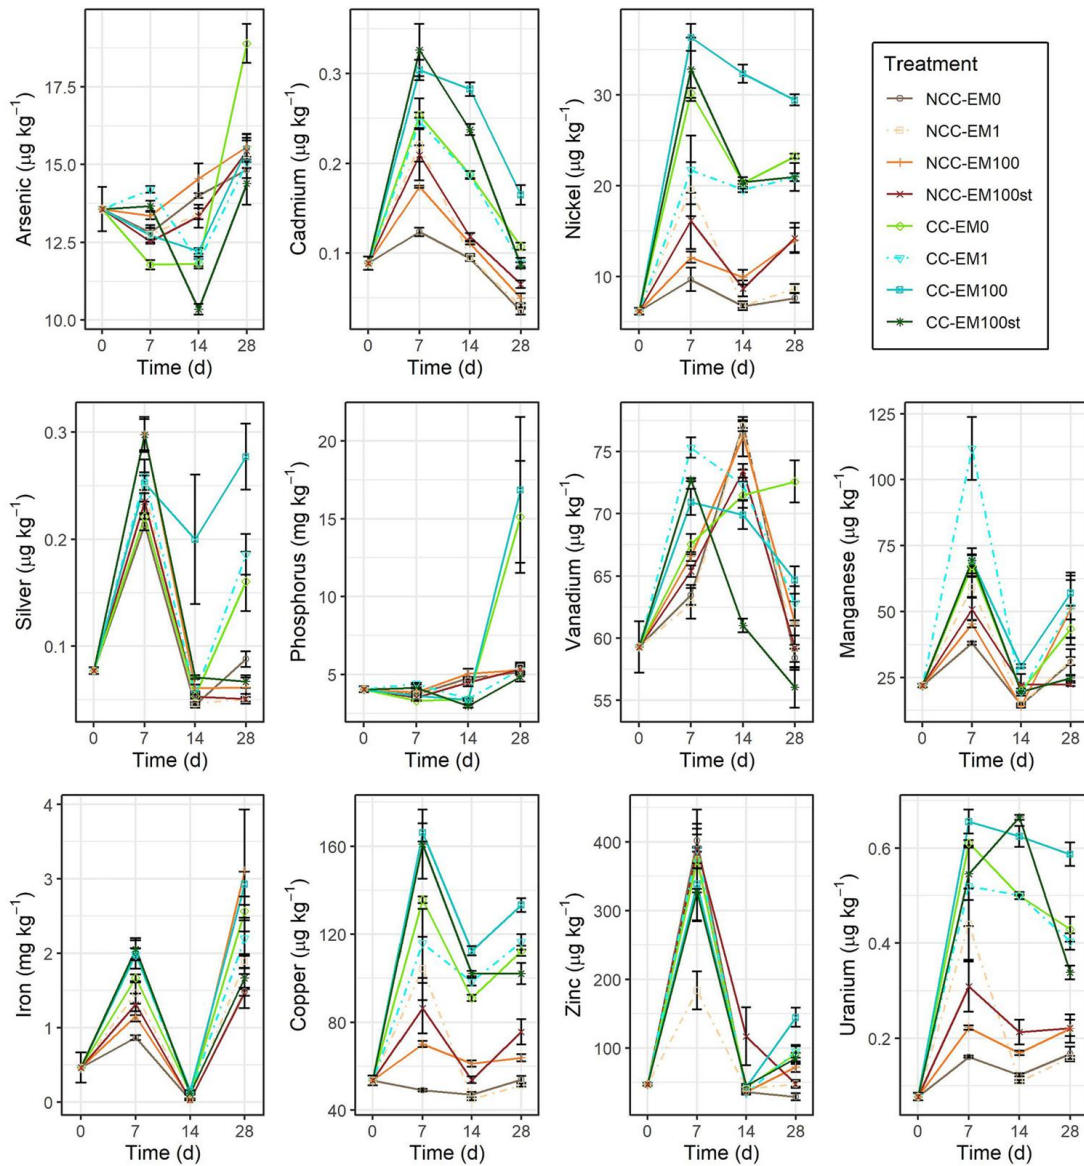 Arsenic (µg kg⁻¹)
17.5
15.0
12.5
10.0
0 7 14 28
Time (d)
Cadmium (µg kg⁻¹)
0.3
0.2
0.1
0 7 14 28
Time (d)
Nickel (µg kg⁻¹)
30
20
10
0 7 14 28
Time (d)
Treatment
NCC-EM0
NCC-EM1
NCC-EM100
NCC-EM100st
CC-EM0
CC-EM1
CC-EM100
CC-EM100st
Silver (µg kg⁻¹)
0.3
0.2
0.1
0 7 14 28
Time (d)
Phosphorus (mg kg⁻¹)
20
15
10
5
0 7 14 28
Time (d)
Vanadium (µg kg⁻¹)
75
70
65
60
55
0 7 14 28
Time (d)
Manganese (µg kg⁻¹)
125
100
75
50
25
0 7 14 28
Time (d)
Iron (mg kg⁻¹)
4
3
2
1
0
0 7 14 28
Time (d)
Copper (µg kg⁻¹)
160
120
80
40
0 7 14 28
Time (d)
Zinc (µg kg⁻¹)
400
300
200
100
0 7 14 28
Time (d)
Uranium (µg kg⁻¹)
0.6
0.4
0.2
0 7 14 28
Time (d)